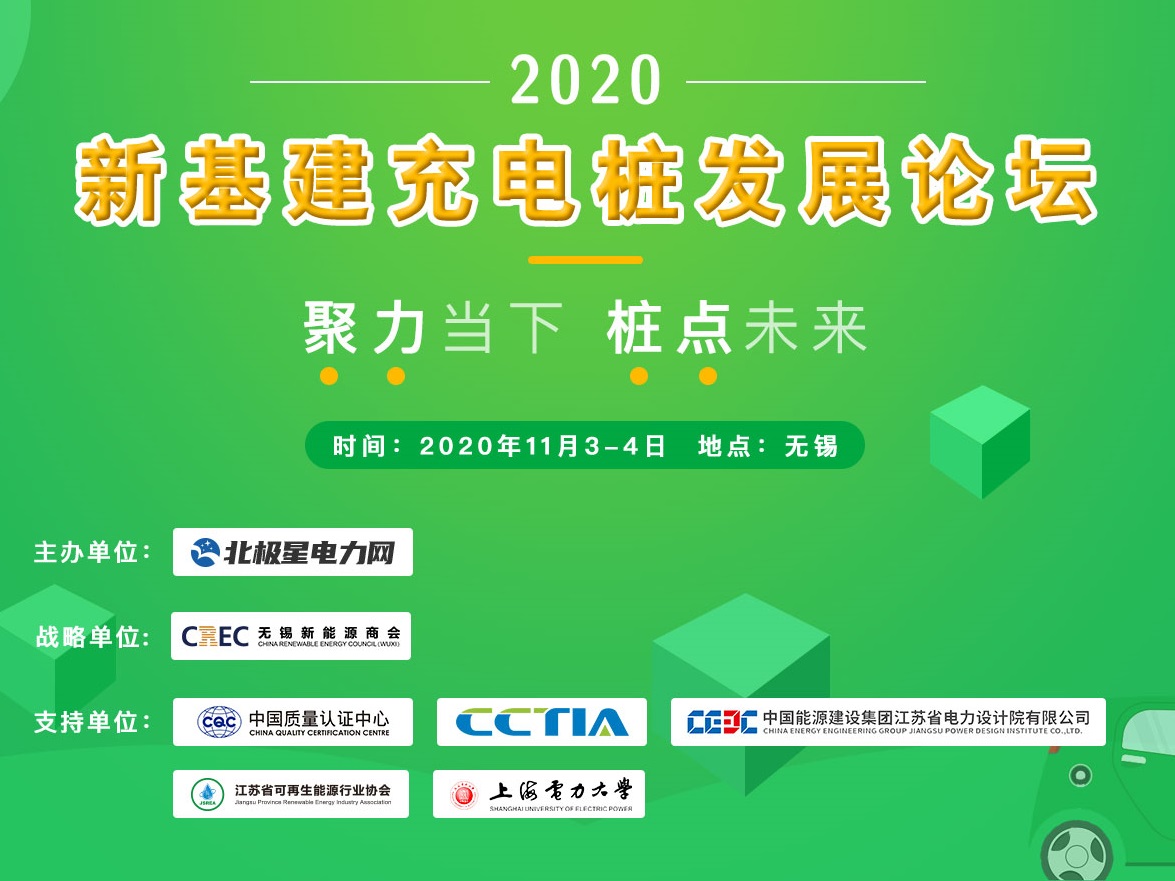 2020
新基建充电桩发展论坛
聚力当下 桩点未来
时间：2020年11月3-4日 地点：无锡
主办单位： 北极星电力网
战略单位: CREC 无锡新能源商会
CHINA RENEWABLE ENERGY COUNCIL (WUXI)
支持单位： CQC 中国质量认证中心 CCTIA CEEC 中国能源建设集团江苏省电力设计院有限公司
CHINA QUALITY CERTIFICATION CENTRE CHINA ENERGY ENGINEERING GROUP JIANGSU POWER DESIGN INSTITUTE CO.,LTD.
JSREA 江苏省可再生能源行业协会 上海電力大學
Jiangsu Province Renewable Energy Industry Association SHANGHAI UNIVERSITY OF ELECTRIC POWER